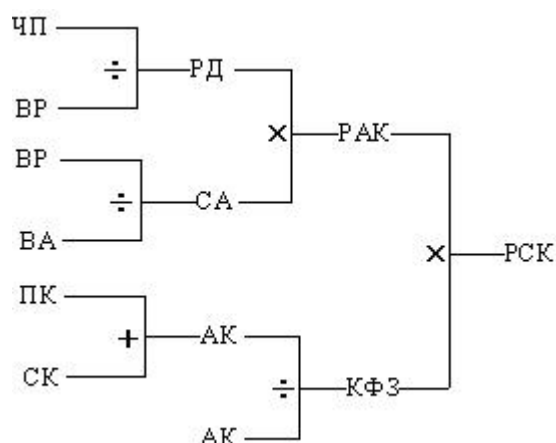 ЧП
÷ РД
ВР
× РАК
ВР
÷ СА
ВА
× РСК
ПК
+ АК
СК
÷ КФЗ
АК